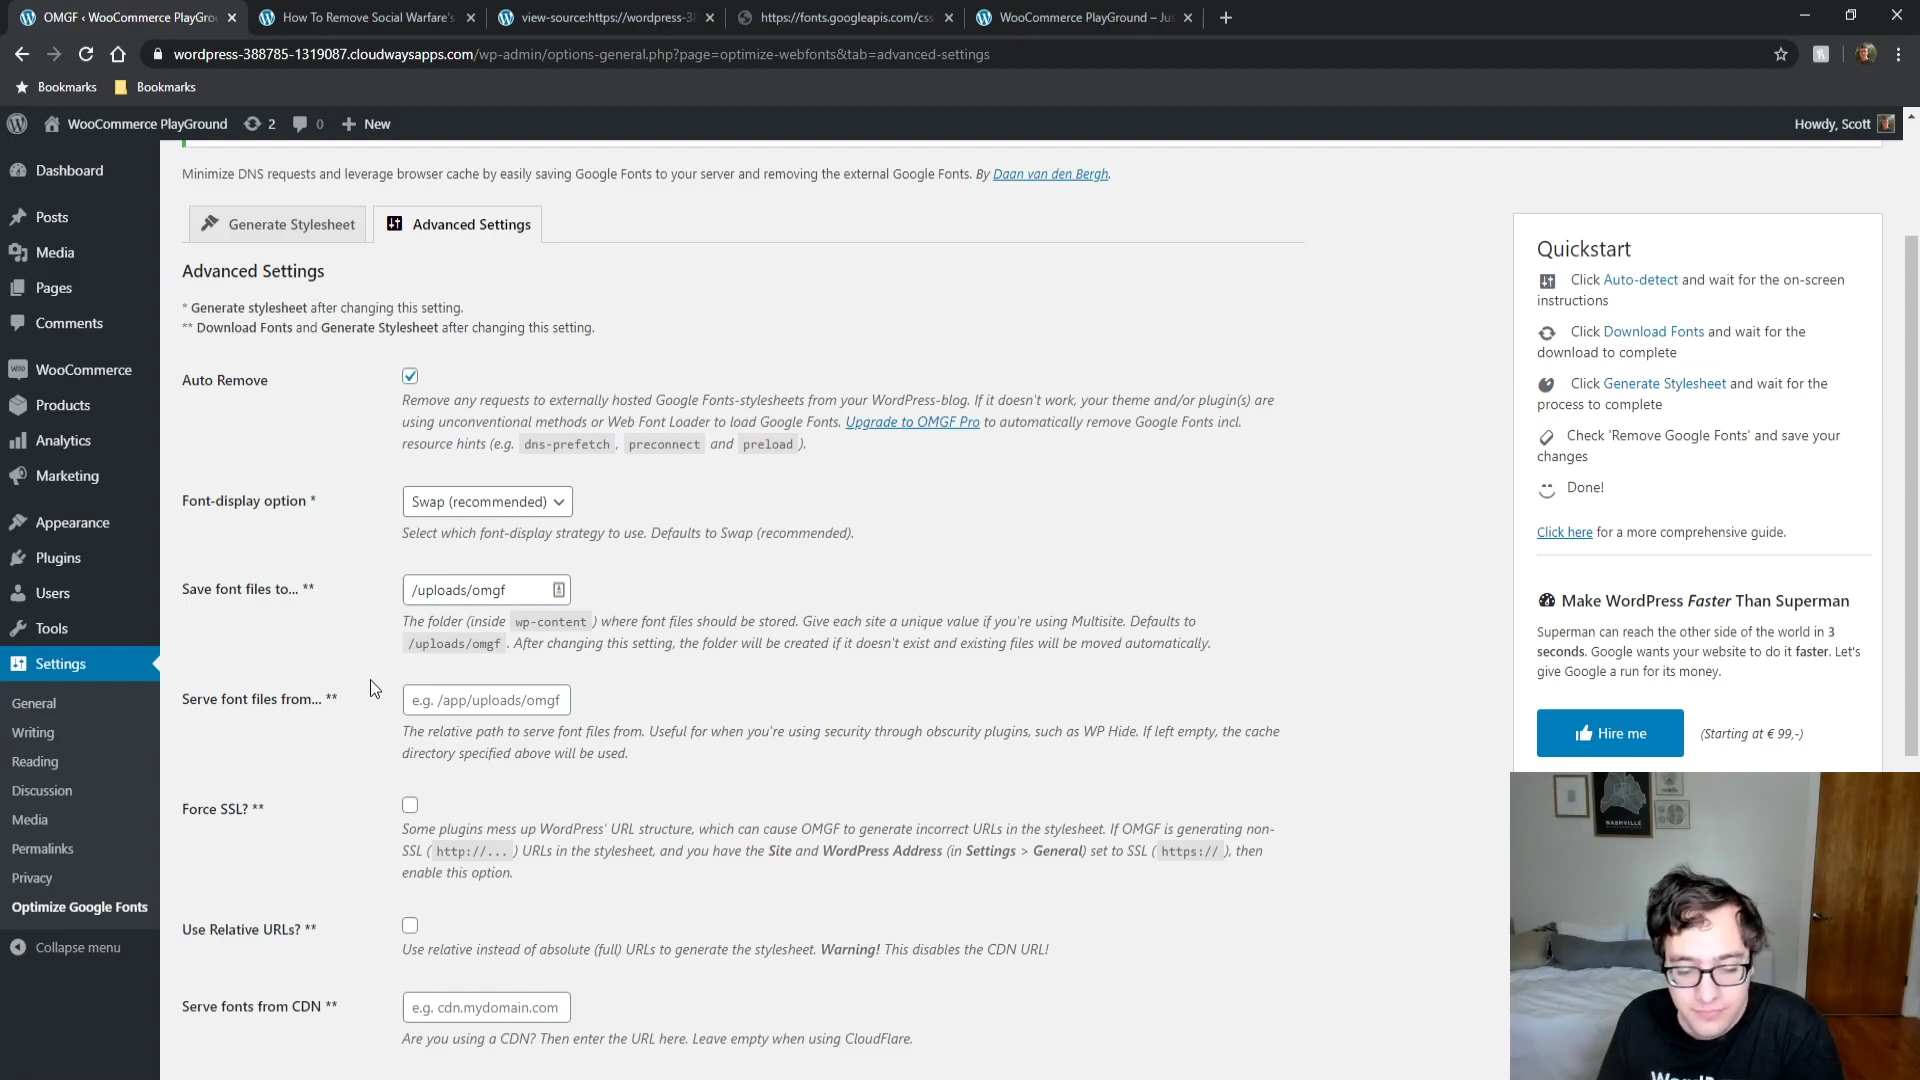 OMGF ‹ WooCommerce PlayGrou
How To Remove Social Warfare's
view-source:https://wordpress-38
https://fonts.googleapis.com/css
WooCommerce PlayGround – Jus
wordpress-388785-1319087.cloudwaysapps.com/wp-admin/options-general.php?page=optimize-webfonts&tab=advanced-settings
Bookmarks
Bookmarks
WooCommerce PlayGround
2
0
New
Howdy, Scott
Dashboard
Posts
Media
Pages
Comments
WooCommerce
Products
Analytics
Marketing
Appearance
Plugins
Users
Tools
Settings
General
Writing
Reading
Discussion
Media
Permalinks
Privacy
Optimize Google Fonts
Collapse menu
Minimize DNS requests and leverage browser cache by easily saving Google Fonts to your server and removing the external Google Fonts. By Daan van den Bergh.
Generate Stylesheet
Advanced Settings
Advanced Settings
* Generate stylesheet after changing this setting.
** Download Fonts and Generate Stylesheet after changing this setting.
Auto Remove
Remove any requests to externally hosted Google Fonts-stylesheets from your WordPress-blog. If it doesn't work, your theme and/or plugin(s) are
using unconventional methods or Web Font Loader to load Google Fonts. Upgrade to OMGF Pro to automatically remove Google Fonts incl.
resource hints (e.g. dns-prefetch, preconnect and preload ).
Font-display option *
Swap (recommended)
Select which font-display strategy to use. Defaults to Swap (recommended).
Save font files to... **
/uploads/omgf
The folder (inside wp-content ) where font files should be stored. Give each site a unique value if you're using Multisite. Defaults to
/uploads/omgf . After changing this setting, the folder will be created if it doesn't exist and existing files will be moved automatically.
Serve font files from... **
e.g. /app/uploads/omgf
The relative path to serve font files from. Useful for when you're using security through obscurity plugins, such as WP Hide. If left empty, the cache
directory specified above will be used.
Force SSL? **
Some plugins mess up WordPress' URL structure, which can cause OMGF to generate incorrect URLs in the stylesheet. If OMGF is generating non-
SSL ( http://... ) URLs in the stylesheet, and you have the Site and WordPress Address (in Settings > General) set to SSL ( https:// ), then
enable this option.
Use Relative URLs? **
Use relative instead of absolute (full) URLs to generate the stylesheet. Warning! This disables the CDN URL!
Serve fonts from CDN **
e.g. cdn.mydomain.com
Are you using a CDN? Then enter the URL here. Leave empty when using CloudFlare.
Quickstart
Click Auto-detect and wait for the on-screen
instructions
Click Download Fonts and wait for the
download to complete
Click Generate Stylesheet and wait for the
process to complete
Check 'Remove Google Fonts' and save your
changes
Done!
Click here for a more comprehensive guide.
Make WordPress Faster Than Superman
Superman can reach the other side of the world in 3
seconds. Google wants your website to do it faster. Let's
give Google a run for its money.
Hire me
(Starting at € 99,-)
NASHVILLE